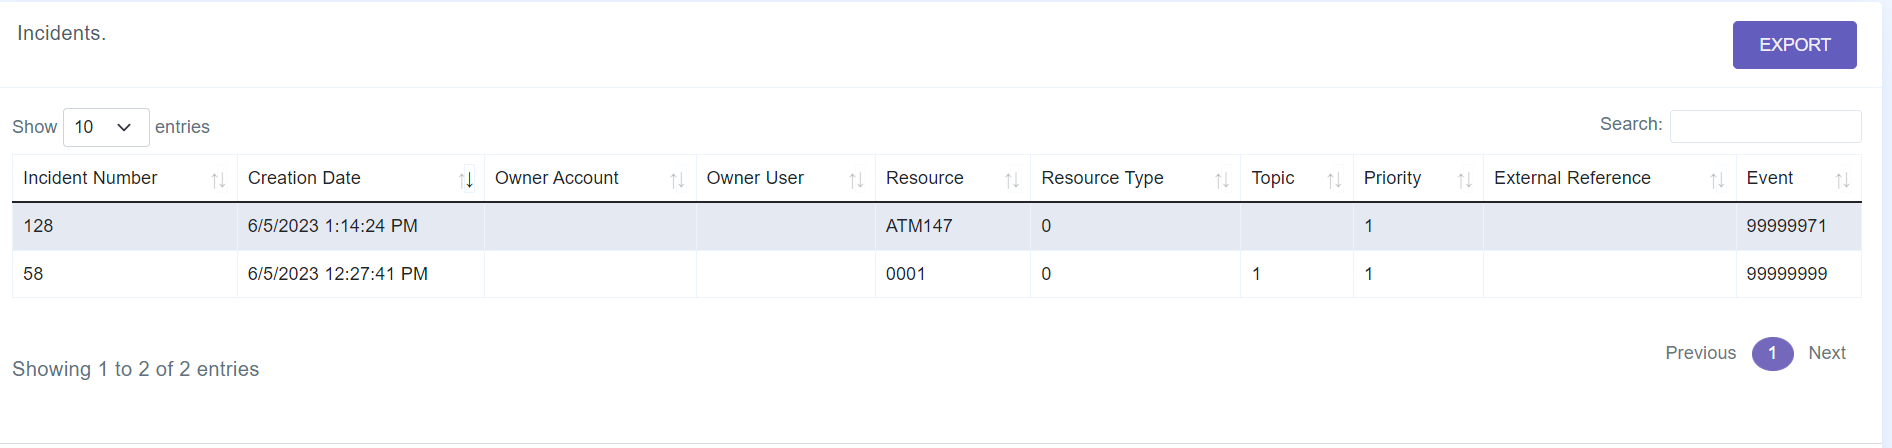 Incidents.
EXPORT
Show 10 entries
Search:
Incident Number Creation Date Owner Account Owner User Resource Resource Type Topic Priority External Reference Event
128 6/5/2023 1:14:24 PM ATM147 0 1 99999971
58 6/5/2023 12:27:41 PM 0001 0 1 1 99999999
Previous 1 Next
Showing 1 to 2 of 2 entries